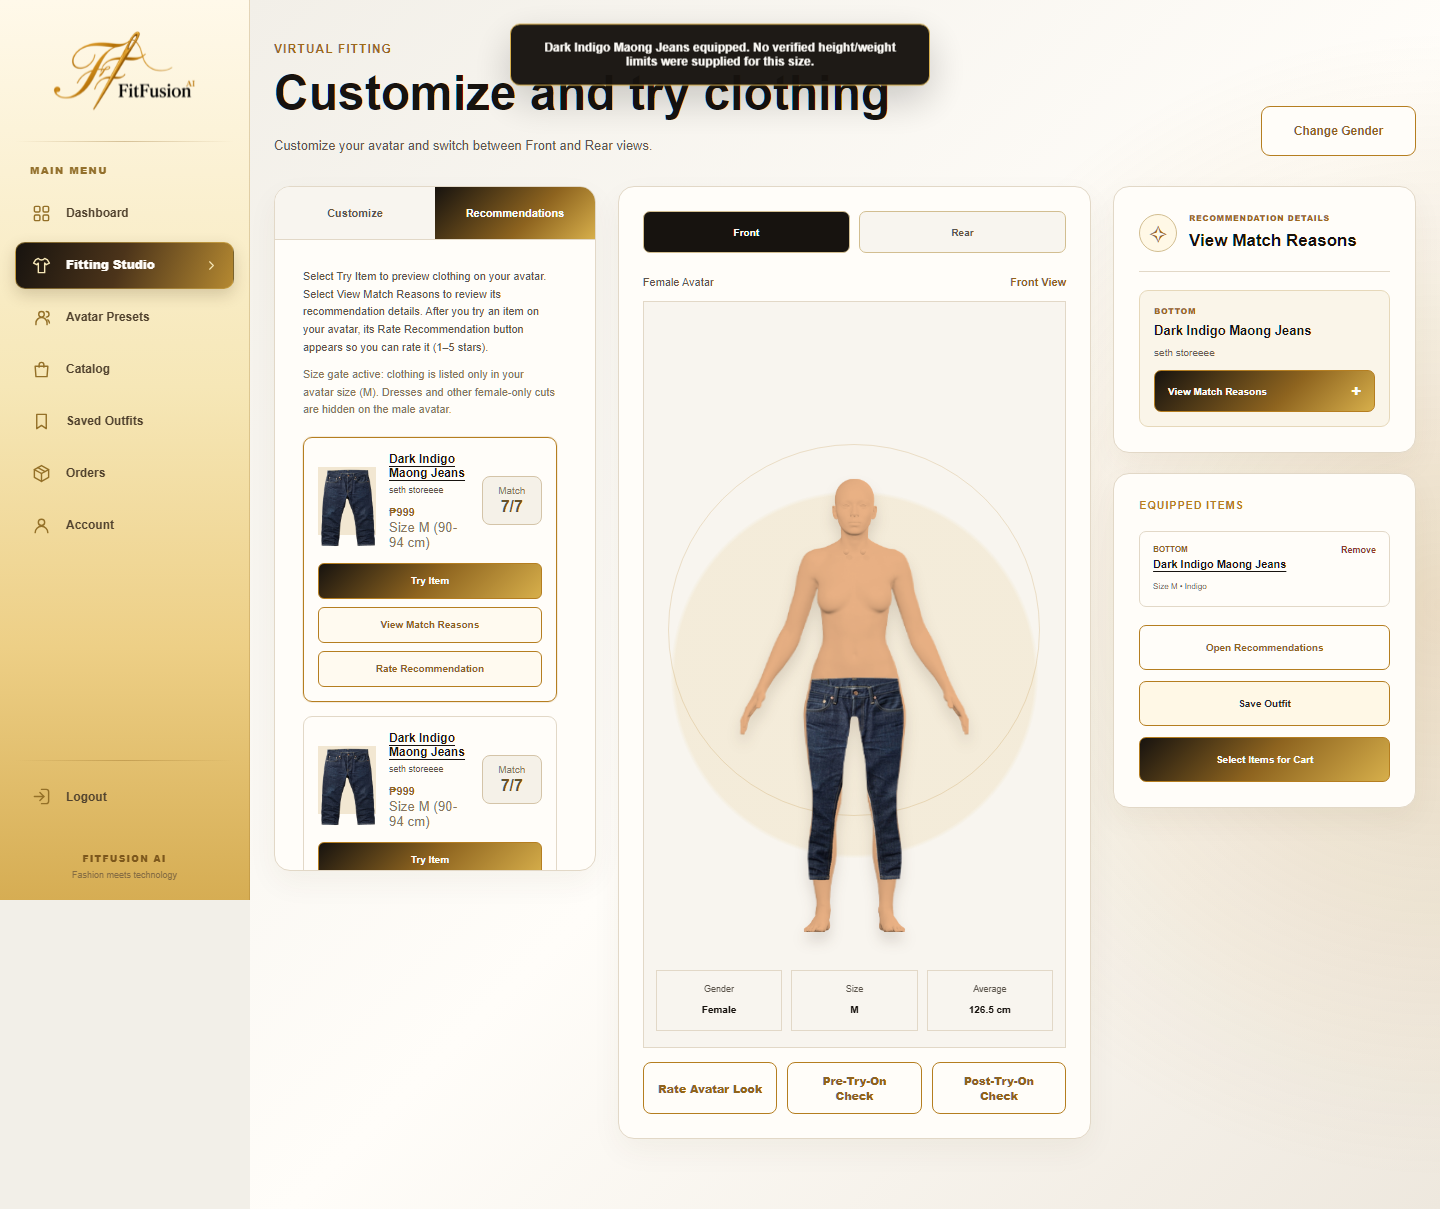 FitFusion AI
MAIN MENU
Dashboard
Fitting Studio
Avatar Presets
Catalog
Saved Outfits
Orders
Account
Logout
FITFUSION AI
Fashion meets technology
VIRTUAL FITTING
Customize and try clothing
Customize your avatar and switch between Front and Rear views.
Dark Indigo Maong Jeans equipped. No verified height/weight
limits were supplied for this size.
Change Gender
Customize
Recommendations
Select Try Item to preview clothing on your avatar.
Select View Match Reasons to review its
recommendation details. After you try an item on
your avatar, its Rate Recommendation button
appears so you can rate it (1–5 stars).
Size gate active: clothing is listed only in your
avatar size (M). Dresses and other female-only cuts
are hidden on the male avatar.
Dark Indigo
Maong Jeans
seth storeeee
₱999
Size M (90-
94 cm)
Match
7/7
Try Item
View Match Reasons
Rate Recommendation
Dark Indigo
Maong Jeans
seth storeeee
₱999
Size M (90-
94 cm)
Match
7/7
Try Item
Front
Rear
Female Avatar
Front View
Gender
Female
Size
M
Average
126.5 cm
Rate Avatar Look
Pre-Try-On
Check
Post-Try-On
Check
RECOMMENDATION DETAILS
View Match Reasons
BOTTOM
Dark Indigo Maong Jeans
seth storeeee
View Match Reasons +
EQUIPPED ITEMS
BOTTOM
Remove
Dark Indigo Maong Jeans
Size M • Indigo
Open Recommendations
Save Outfit
Select Items for Cart